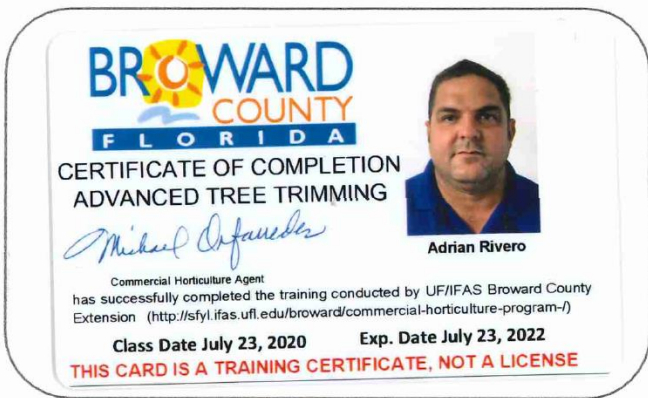 BROWARD
COUNTY
FLORIDA
CERTIFICATE OF COMPLETION
ADVANCED TREE TRIMMING
Michael Orfanedes
Adrian Rivero
Commercial Horticulture Agent
has successfully completed the training conducted by UF/IFAS Broward County
Extension (http://sfyl.ifas.ufl.edu/broward/commercial-horticulture-program-/)
Class Date July 23, 2020 Exp. Date July 23, 2022
THIS CARD IS A TRAINING CERTIFICATE, NOT A LICENSE